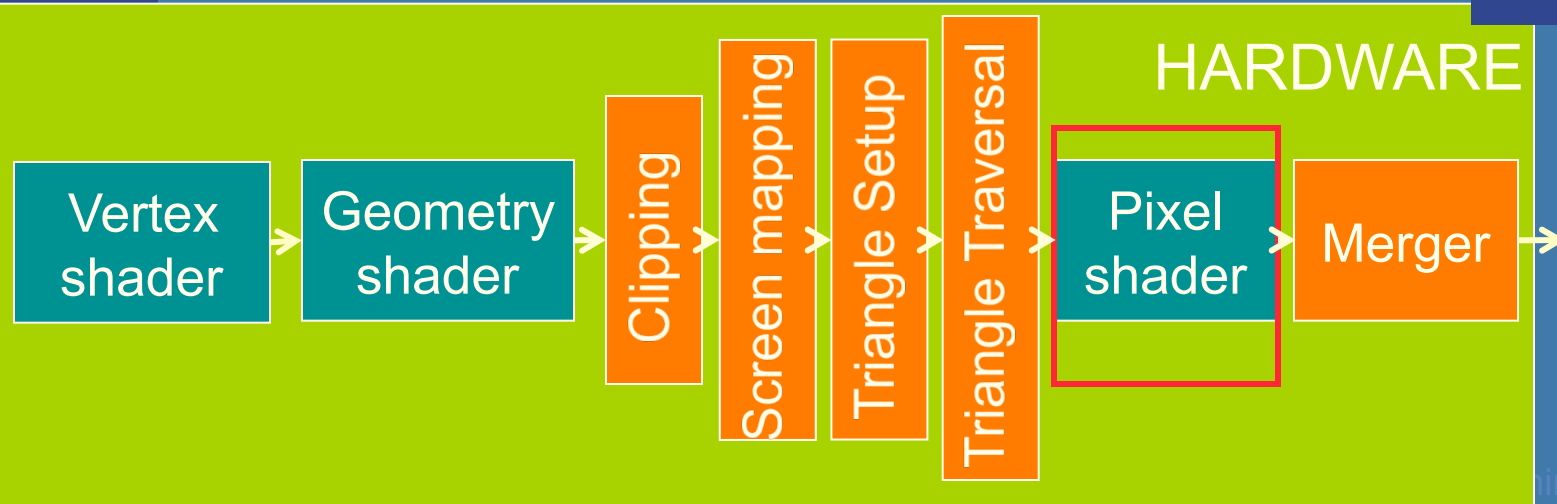 HARDWARE
Vertex
shader
Geometry
shader
Clipping
Screen mapping
Triangle Setup
Triangle Traversal
Pixel
shader
Merger